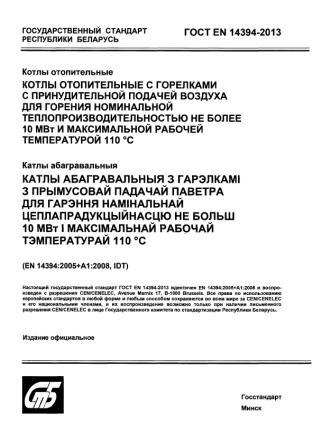 ГОСУДАРСТВЕННЫЙ СТАНДАРТ
РЕСПУБЛИКИ БЕЛАРУСЬ
ГОСТ EN 14394-2013
Котлы отопительные
КОТЛЫ ОТОПИТЕЛЬНЫЕ С ГОРЕЛКАМИ
С ПРИНУДИТЕЛЬНОЙ ПОДАЧЕЙ ВОЗДУХА
ДЛЯ ГОРЕНИЯ НОМИНАЛЬНОЙ
ТЕПЛОПРОИЗВОДИТЕЛЬНОСТЬЮ НЕ БОЛЕЕ
10 МВт И МАКСИМАЛЬНОЙ РАБОЧЕЙ
ТЕМПЕРАТУРОЙ 110 °С
Катлы абагравальныя
КАТЛЫ АБАГРАВАЛЬНЫЯ З ГАРЭЛКАМІ
З ПРЫМУСОВАЙ ПАДАЧАЙ ПАВЕТРА
ДЛЯ ГАРЭННЯ НАМІНАЛЬНАЙ
ЦЕПЛАПРАДУКЦЫЙНАСЦЮ НЕ БОЛЬШ
10 МВт І МАКСІМАЛЬНАЙ РАБОЧАЙ
ТЭМПЕРАТУРАЙ 110 °С
(EN 14394:2005+A1:2008, IDT)
Настоящий государственный стандарт ГОСТ EN 14394-2013 идентичен EN 14394:2005+A1:2008 и воспро-
изведен с разрешения CEN/CENELEC, Avenue Marnix 17, B-1000 Brussels. Все права по использованию
европейских стандартов в любой форме и любым способом сохраняются во всем мире за CEN/CENELEC
и его национальными членами, и их воспроизведение возможно только при наличии письменного
разрешения CEN/CENELEC в лице Государственного комитета по стандартизации Республики Беларусь.
Издание официальное
СТБ
Госстандарт
Минск